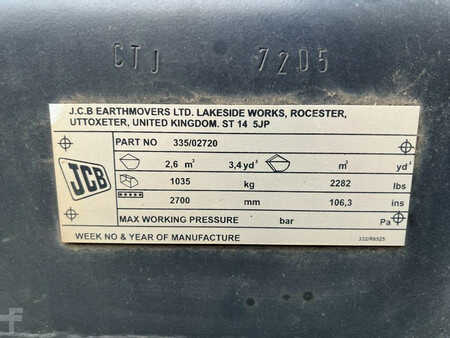 CTJ 7205
J.C.B EARTHMOVERS LTD. LAKESIDE WORKS, ROCESTER,
UTTOXETER, UNITED KINGDOM. ST 14 5JP
PART NO 335/02720
2,6 m³ 3,4 yd³ m³ yd³
1035 kg 2282 lbs
2700 mm 106,3 ins
MAX WORKING PRESSURE bar Pa
WEEK NO & YEAR OF MANUFACTURE
JCB